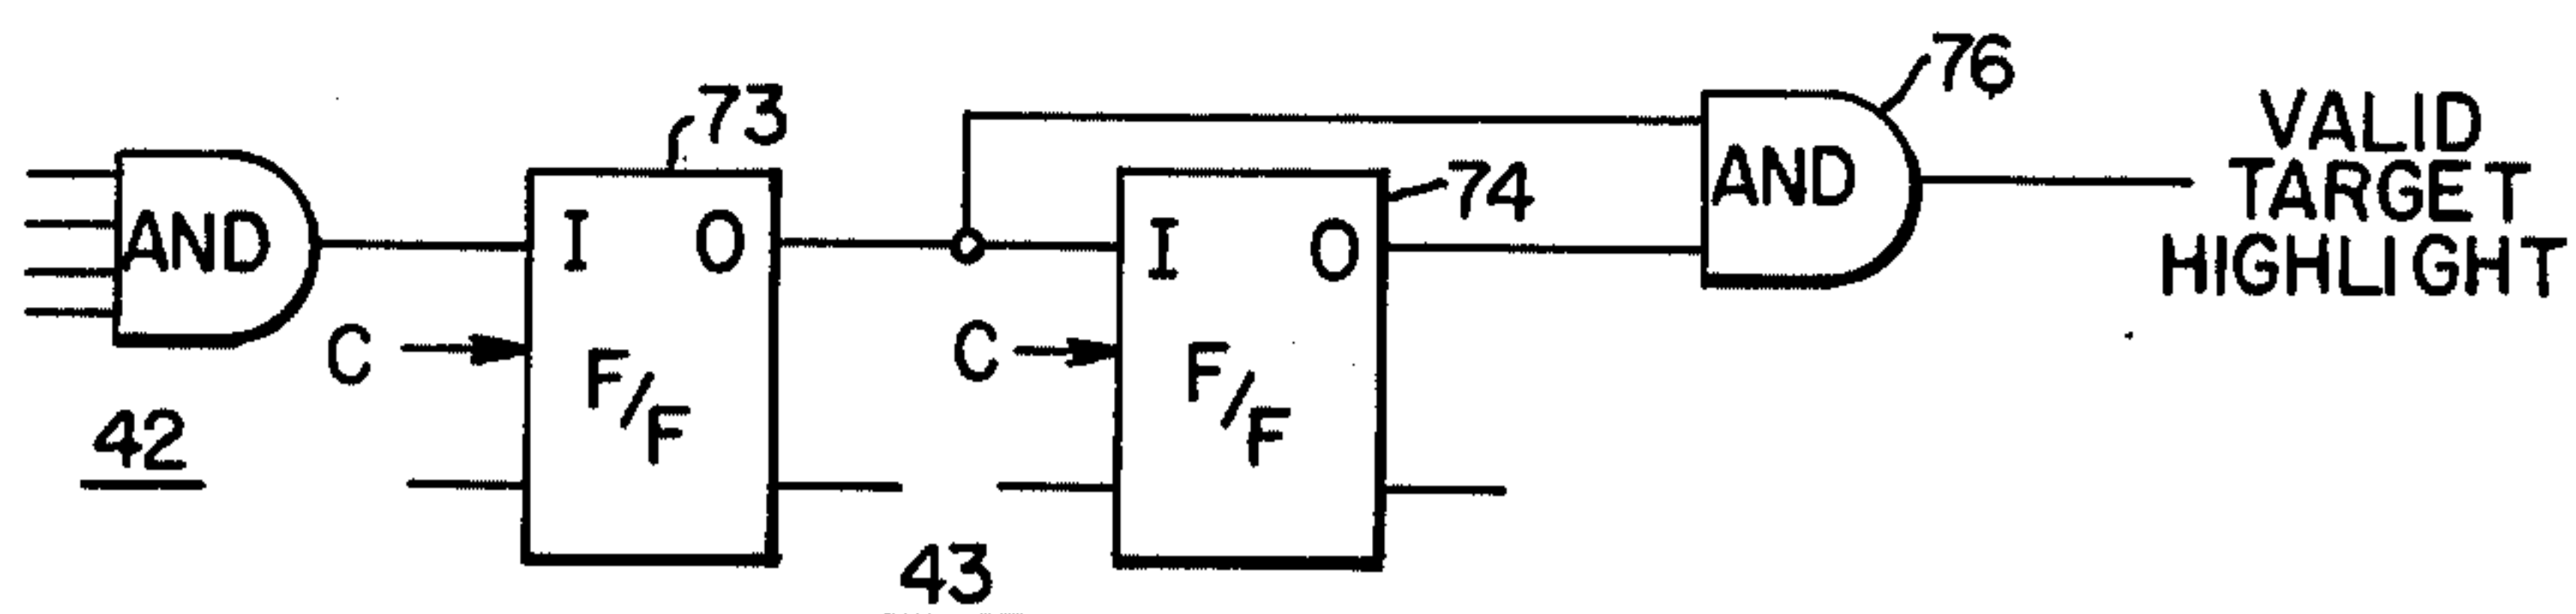 73
76
VALID
TARGET
HIGHLIGHT
AND
AND
74
I O
I O
C
C
F/F
F/F
42
43